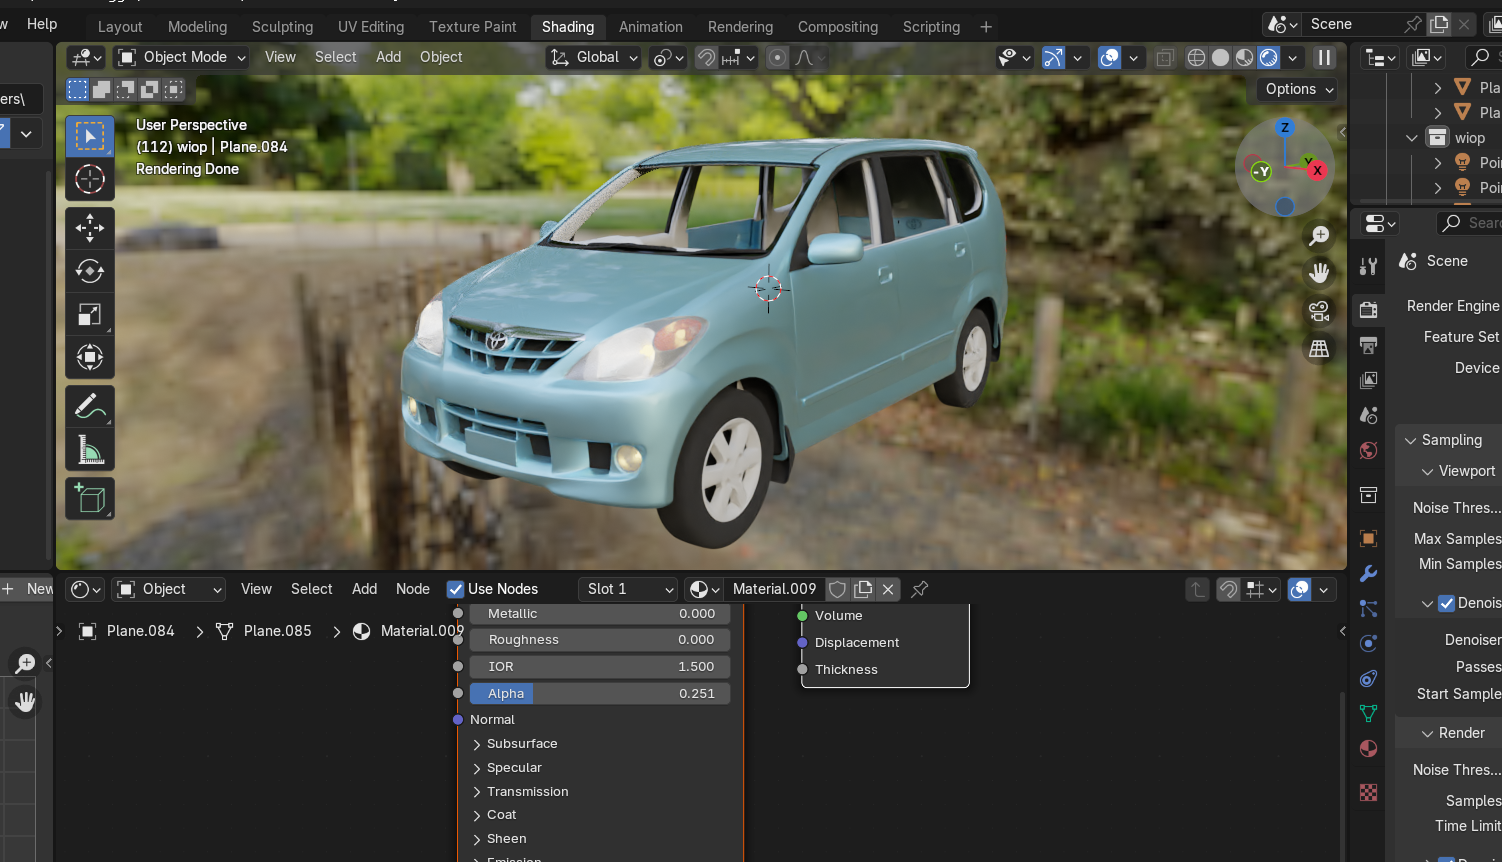 Help
Layout
Modeling
Sculpting
UV Editing
Texture Paint
Shading
Animation
Rendering
Compositing
Scripting
Scene
Object Mode
View
Select
Add
Object
Global
Options
ers\
User Perspective
(112) wiop | Plane.084
Rendering Done
Z
Y
-Y
X
wiop
Scene
Render Engine
Feature Set
Device
Sampling
Viewport
Noise Thres...
Max Samples
Min Samples
Denois
Denoiser
Passes
Start Sample
Render
Noise Thres...
Samples
Time Limit
New
Object
View
Select
Add
Node
Use Nodes
Slot 1
Material.009
Plane.084
Plane.085
Material.009
Metallic 0.000
Roughness 0.000
IOR 1.500
Alpha 0.251
Normal
Subsurface
Specular
Transmission
Coat
Sheen
Emission
Volume
Displacement
Thickness